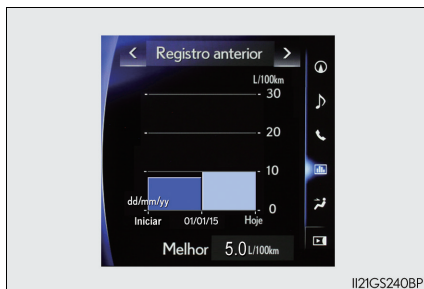 < Registro anterior >
L/100km
30
20
10
0
dd/mm/yy
Iniciar 01/01/15 Hoje
Melhor 5.0 L/100km
II21GS240BP